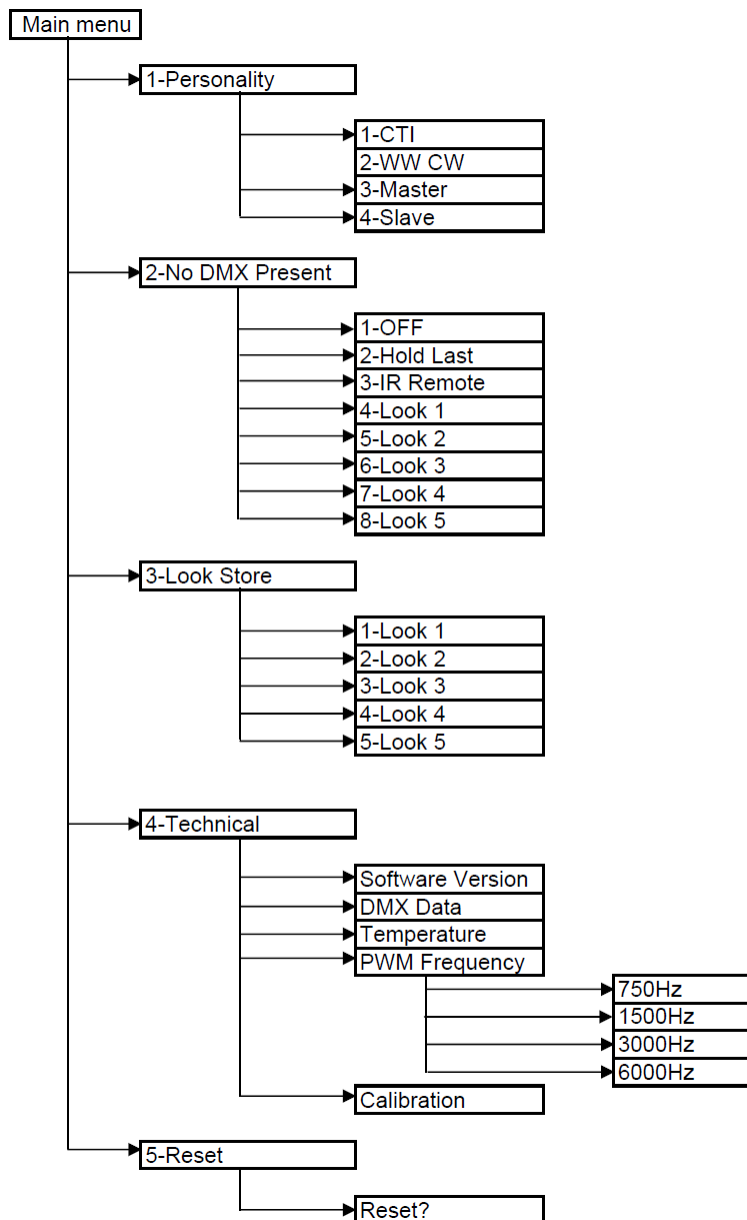 Main menu
1-Personality
1-CTI
2-WW CW
3-Master
4-Slave
2-No DMX Present
1-OFF
2-Hold Last
3-IR Remote
4-Look 1
5-Look 2
6-Look 3
7-Look 4
8-Look 5
3-Look Store
1-Look 1
2-Look 2
3-Look 3
4-Look 4
5-Look 5
4-Technical
Software Version
DMX Data
Temperature
PWM Frequency
750Hz
1500Hz
3000Hz
6000Hz
Calibration
5-Reset
Reset?